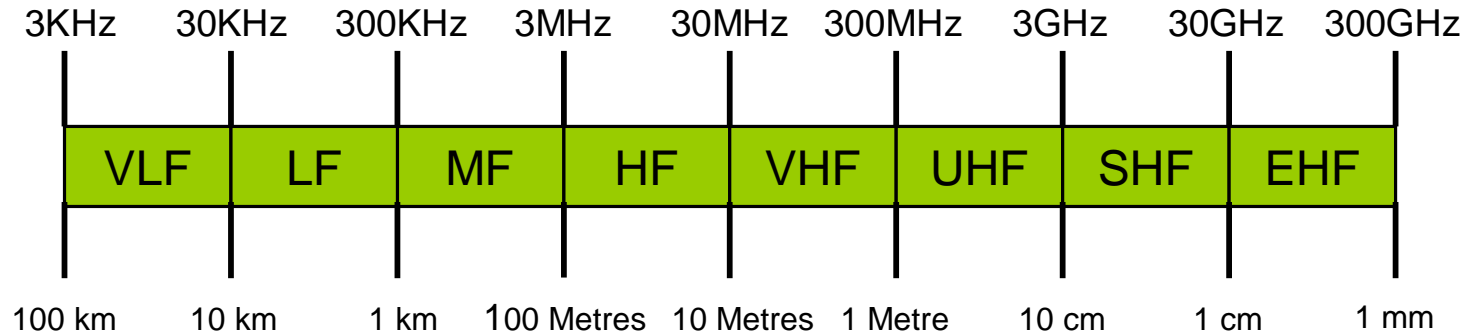 3KHz 30KHz 300KHz 3MHz 30MHz 300MHz 3GHz 30GHz 300GHz
VLF LF MF HF VHF UHF SHF EHF
100 km 10 km 1 km 100 Metres 10 Metres 1 Metre 10 cm 1 cm 1 mm